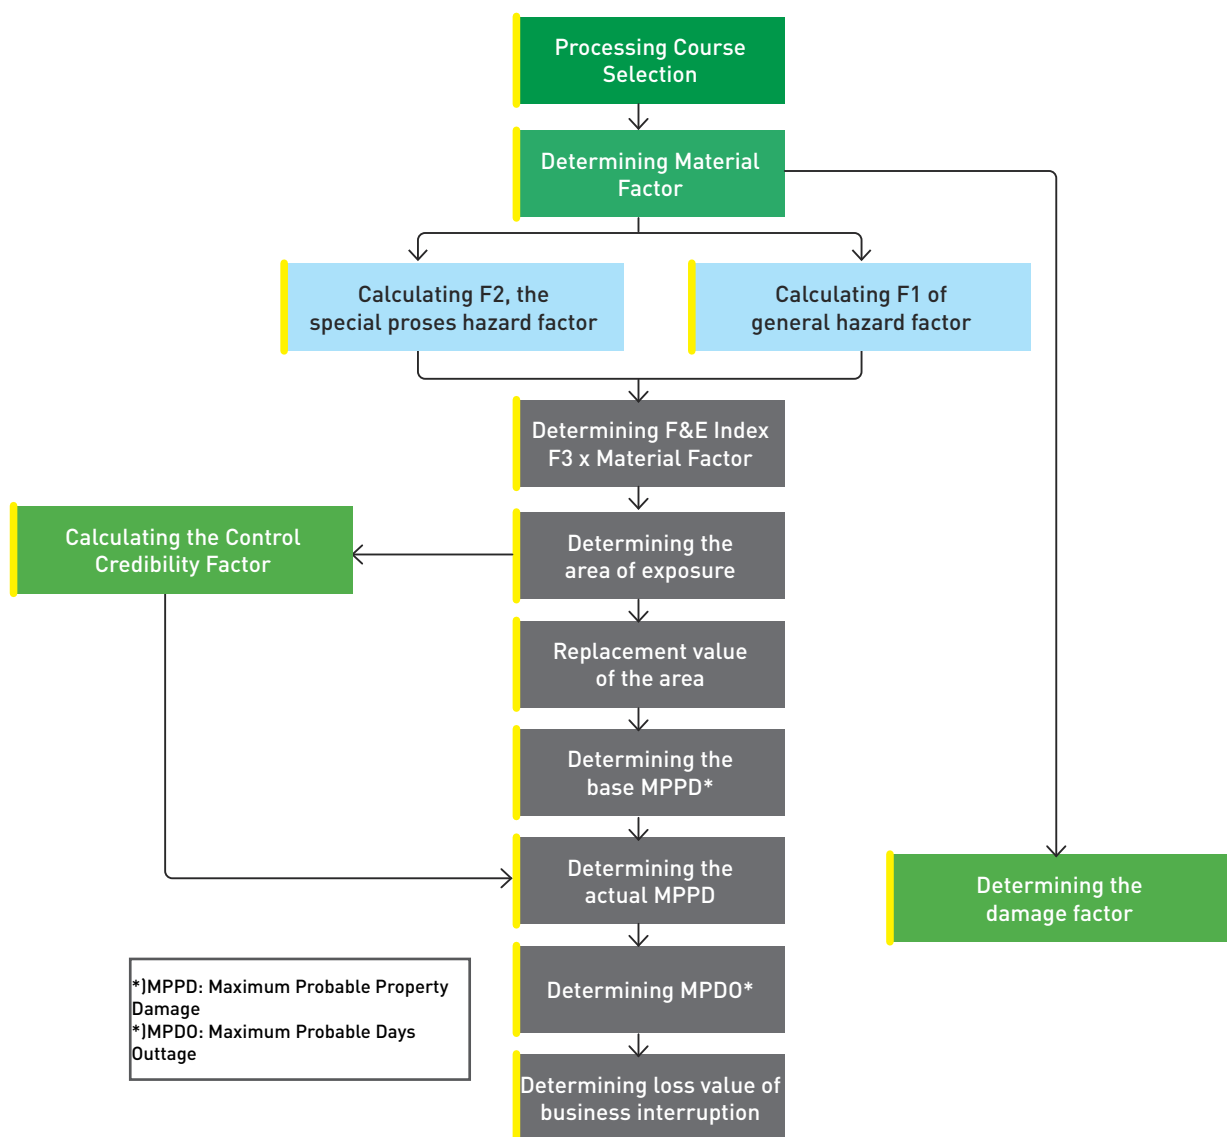 Processing Course
Selection
Determining Material
Factor
Calculating F2, the
special proses hazard factor
Calculating F1 of
general hazard factor
Determining F&E Index
F3 x Material Factor
Calculating the Control
Credibility Factor
Determining the
area of exposure
Replacement value
of the area
Determining the
base MPPD*
Determining the
actual MPPD
Determining the
damage factor
Determining MPDO*
*)MPPD: Maximum Probable Property
Damage
*)MPDO: Maximum Probable Days
Outtage
Determining loss value of
business interruption